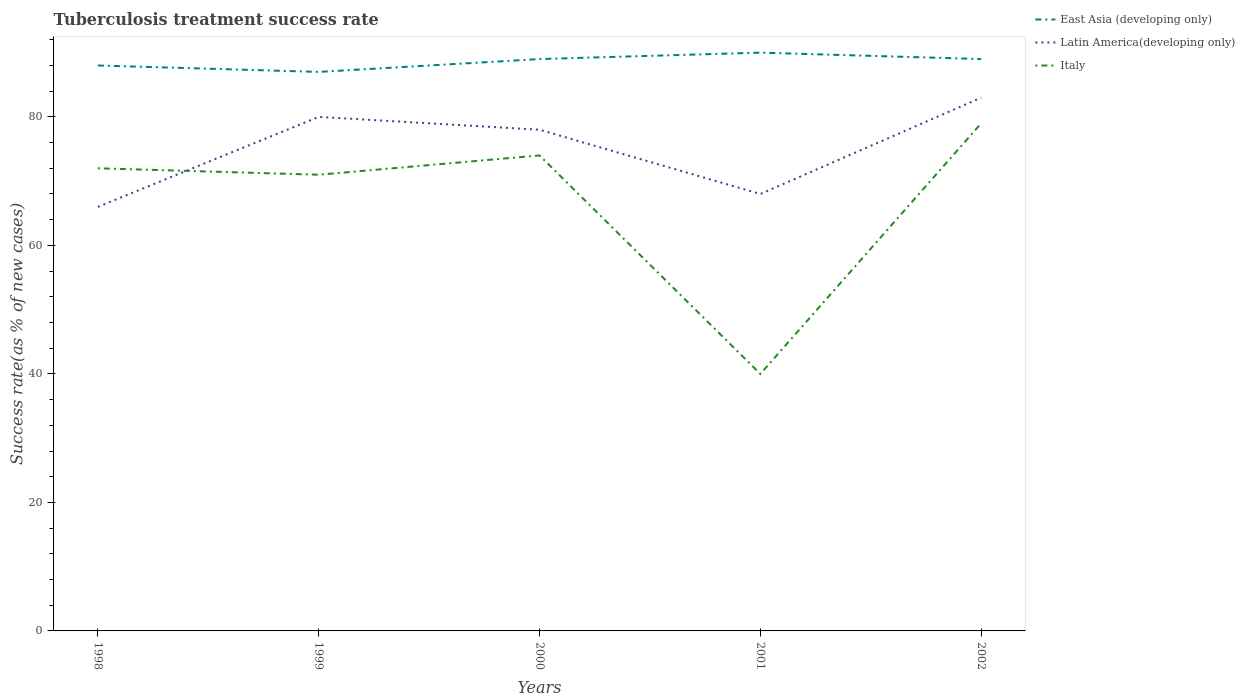 Tuberculosis treatment success rate
East Asia (developing only)
Latin America(developing only)
Italy
Success rate(as % of new cases)
80
60
40
20
0
1998
1999
2000
2001
2002
Years